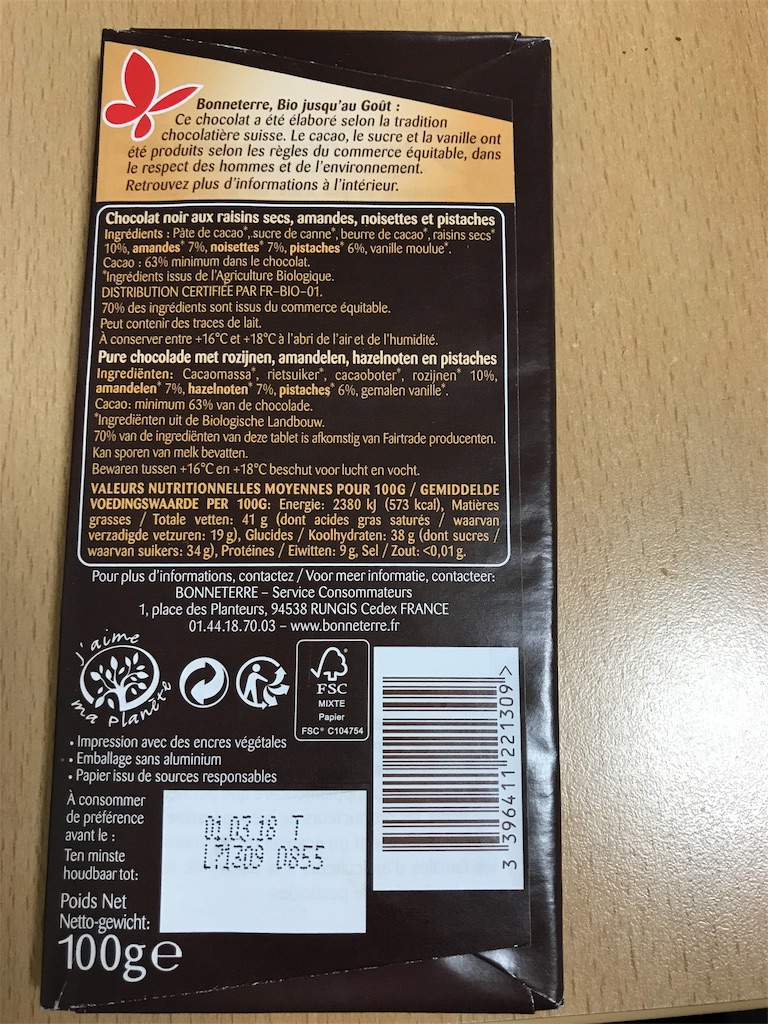 Bonneterre, Bio jusqu'au Goût :
Ce chocolat a été élaboré selon la tradition
chocolatière suisse. Le cacao, le sucre et la vanille ont
été produits selon les règles du commerce équitable, dans
le respect des hommes et de l'environnement.
Retrouvez plus d'informations à l'intérieur.
Chocolat noir aux raisins secs, amandes, noisettes et pistaches
Ingrédients : Pâte de cacao*, sucre de canne*, beurre de cacao*, raisins secs*
10%, amandes* 7%, noisettes* 7%, pistaches* 6%, vanille moulue*.
Cacao : 63% minimum dans le chocolat.
*Ingrédients issus de l'Agriculture Biologique.
DISTRIBUTION CERTIFIÉE PAR FR-BIO-01.
70% des ingrédients sont issus du commerce équitable.
Peut contenir des traces de lait.
À conserver entre +16°C et +18°C à l'abri de l'air et de l'humidité.
Pure chocolade met rozijnen, amandelen, hazelnoten en pistaches
Ingrediënten: Cacaomassa*, rietsuiker*, cacaoboter*, rozijnen* 10%,
amandelen* 7%, hazelnoten* 7%, pistaches* 6%, gemalen vanille*.
Cacao: minimum 63% van de chocolade.
*Ingrediënten uit de Biologische Landbouw.
70% van de ingrediënten van deze tablet is afkomstig van Fairtrade producenten.
Kan sporen van melk bevatten.
Bewaren tussen +16°C en +18°C beschut voor lucht en vocht.
VALEURS NUTRITIONNELLES MOYENNES POUR 100G / GEMIDDELDE
VOEDINGSWAARDE PER 100G: Energie: 2380 kJ (573 kcal), Matières
grasses / Totale vetten: 41 g (dont acides gras saturés / waarvan
verzadigde vetzuren: 19 g), Glucides / Koolhydraten: 38 g (dont sucres /
waarvan suikers: 34 g), Protéines / Eiwitten: 9 g, Sel / Zout: <0,01 g.
Pour plus d'informations, contactez / Voor meer informatie, contacteer:
BONNETERRE – Service Consommateurs
1, place des Planteurs, 94538 RUNGIS Cedex FRANCE
01.44.18.70.03 – www.bonneterre.fr
j'aime
ma planète
FSC
MIXTE
Papier
FSC® C104754
• Impression avec des encres végétales
• Emballage sans aluminium
• Papier issu de sources responsables
À consommer
de préférence
avant le :
Ten minste
houdbaar tot:
01.03.18 T
L71309 0855
Poids Net
Netto-gewicht:
100g e
3 396411 221309 >